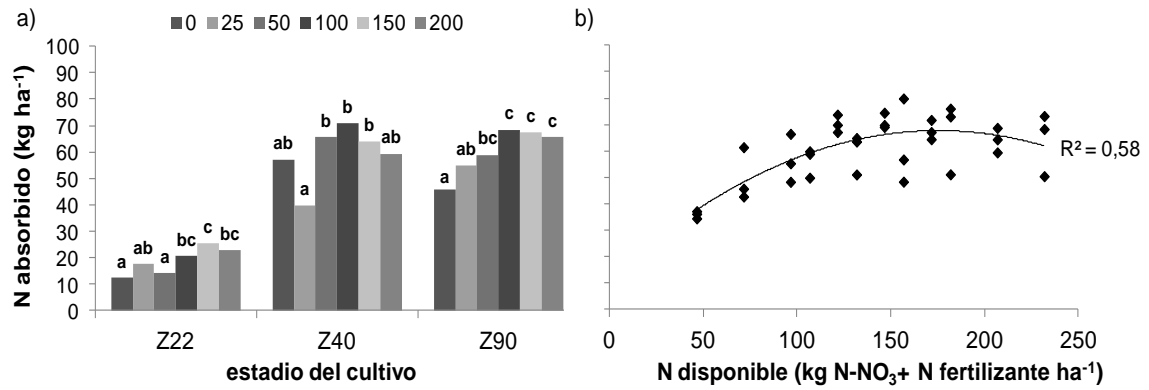 a)
■0 ■25 ■50 ■100 ■150 ■200
N absorbido (kg ha⁻¹)
100
90
80
70
60
50
40
30
20
10
0
a ab a bc c bc
ab a b b b ab
a ab bc c c c
Z22 Z40 Z90
estadio del cultivo
b)
R² = 0,58
0 50 100 150 200 250
N disponible (kg N-NO₃+ N fertilizante ha⁻¹)